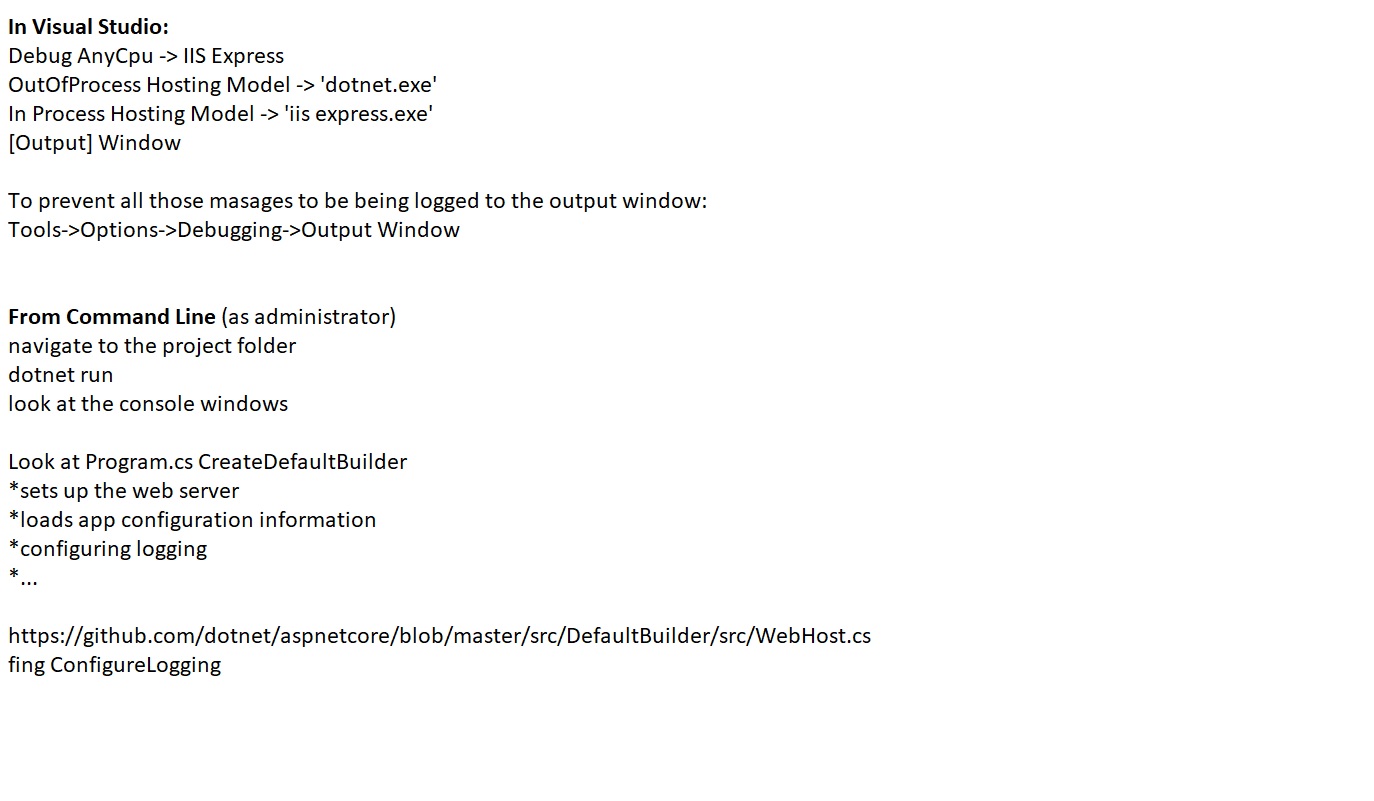 In Visual Studio:
Debug AnyCpu -> IIS Express
OutOfProcess Hosting Model -> 'dotnet.exe'
In Process Hosting Model -> 'iis express.exe'
[Output] Window
To prevent all those masages to be being logged to the output window:
Tools->Options->Debugging->Output Window
From Command Line (as administrator)
navigate to the project folder
dotnet run
look at the console windows
Look at Program.cs CreateDefaultBuilder
*sets up the web server
*loads app configuration information
*configuring logging
*...
https://github.com/dotnet/aspnetcore/blob/master/src/DefaultBuilder/src/WebHost.cs
fing ConfigureLogging